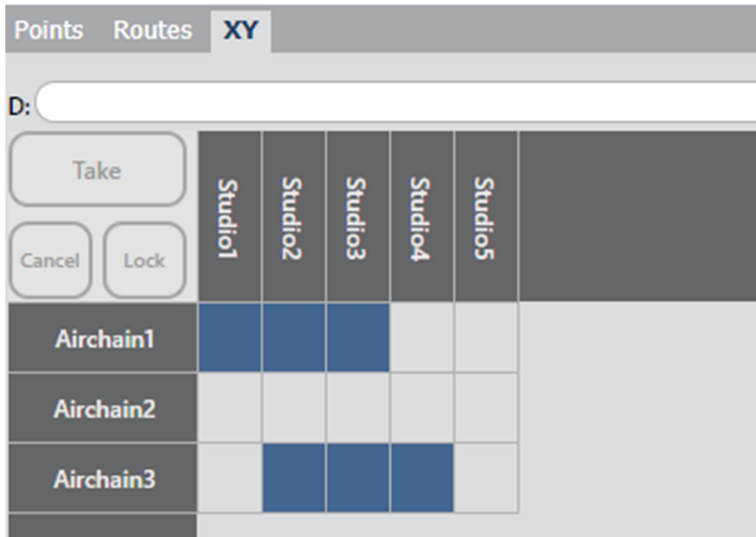 Points Routes XY
D:
Take
Cancel Lock
Studio1 Studio2 Studio3 Studio4 Studio5
Airchain1
Airchain2
Airchain3